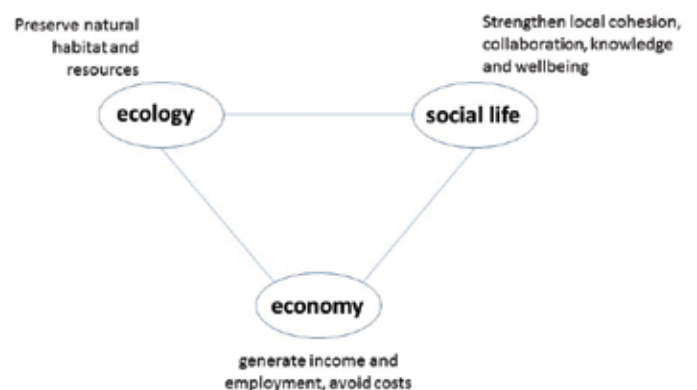 Preserve natural
habitat and
resources
Strengthen local cohesion,
collaboration, knowledge
and wellbeing
ecology
social life
economy
generate income and
employment, avoid costs